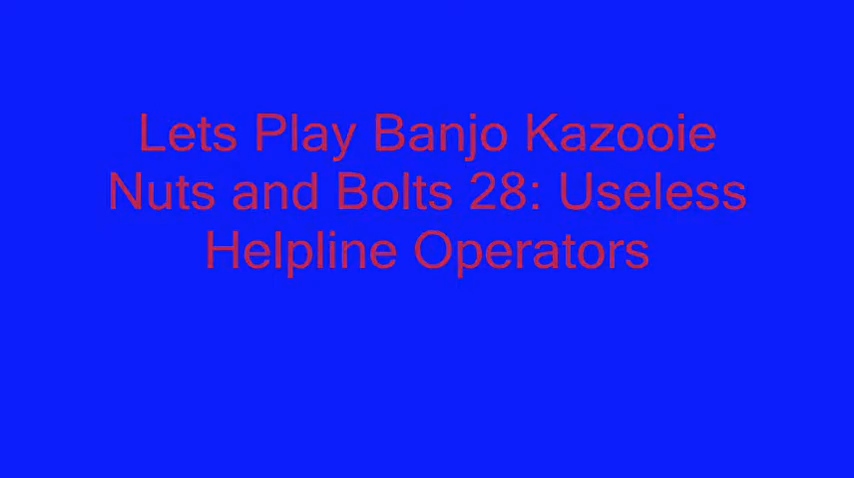 Lets Play Banjo Kazooie
Nuts and Bolts 28: Useless
Helpline Operators